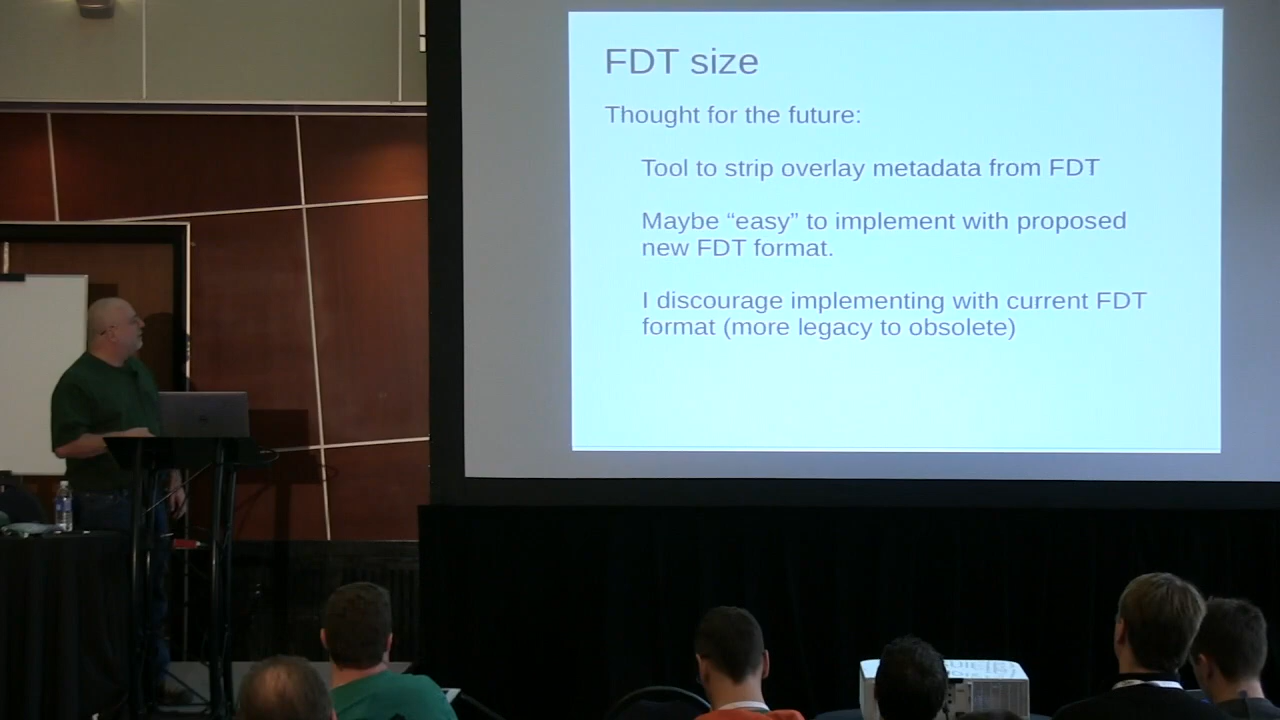 FDT size
Thought for the future:
Tool to strip overlay metadata from FDT
Maybe “easy” to implement with proposed
new FDT format.
I discourage implementing with current FDT
format (more legacy to obsolete)